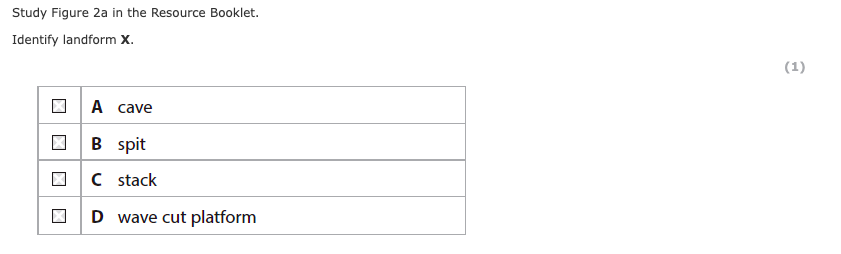 Study Figure 2a in the Resource Booklet.
Identify landform X.
(1)
A cave
B spit
C stack
D wave cut platform